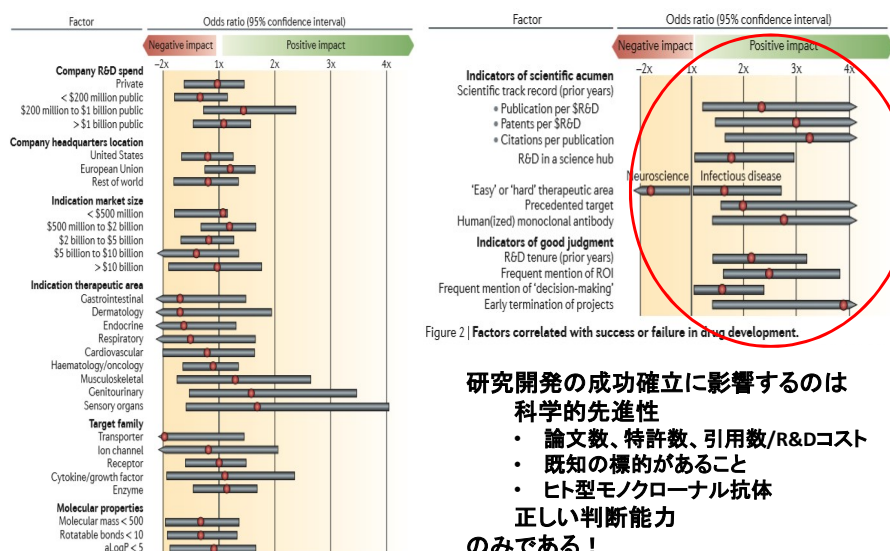 Factor
Odds ratio (95% confidence interval)
Negative impact
Positive impact
–2x 1x 2x 3x 4x
Company R&D spend
Private
< $200 million public
$200 million to $1 billion public
> $1 billion public
Company headquarters location
United States
European Union
Rest of world
Indication market size
< $500 million
$500 million to $2 billion
$2 billion to $5 billion
$5 billion to $10 billion
> $10 billion
Indication therapeutic area
Gastrointestinal
Dermatology
Endocrine
Respiratory
Cardiovascular
Haematology/oncology
Musculoskeletal
Genitourinary
Sensory organs
Target family
Transporter
Ion channel
Receptor
Cytokine/growth factor
Enzyme
Molecular properties
Molecular mass < 500
Rotatable bonds < 10
aLogP < 5
Factor
Odds ratio (95% confidence interval)
Negative impact
Positive impact
–2x 1x 2x 3x 4x
Indicators of scientific acumen
Scientific track record (prior years)
• Publication per $R&D
• Patents per $R&D
• Citations per publication
R&D in a science hub
Neuroscience Infectious disease
'Easy' or 'hard' therapeutic area
Precedented target
Human(ized) monoclonal antibody
Indicators of good judgment
R&D tenure (prior years)
Frequent mention of ROI
Frequent mention of 'decision-making'
Early termination of projects
Figure 2 | Factors correlated with success or failure in drug development.
研究開発の成功確立に影響するのは
科学的先進性
• 論文数、特許数、引用数/R&Dコスト
• 既知の標的があること
• ヒト型モノクローナル抗体
正しい判断能力
のみである！